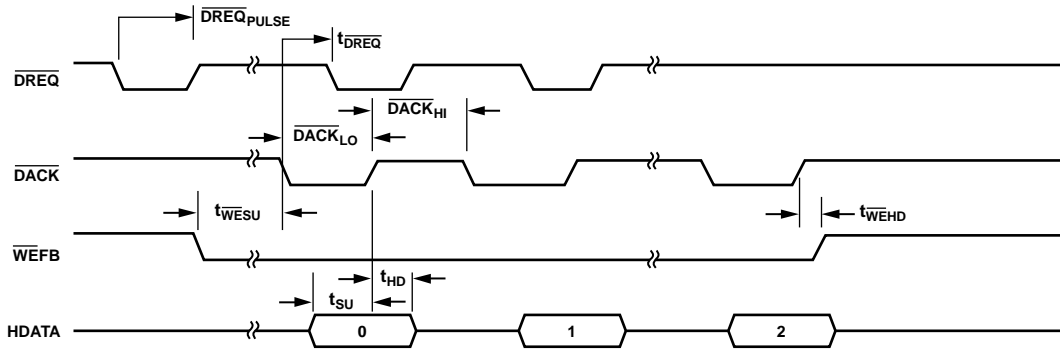 DREQPULSE
tDREQ
DREQ
DACKHI
DACKLO
DACK
tWESU
tWEHD
WEFB
tHD
tSU
HDATA 0 1 2